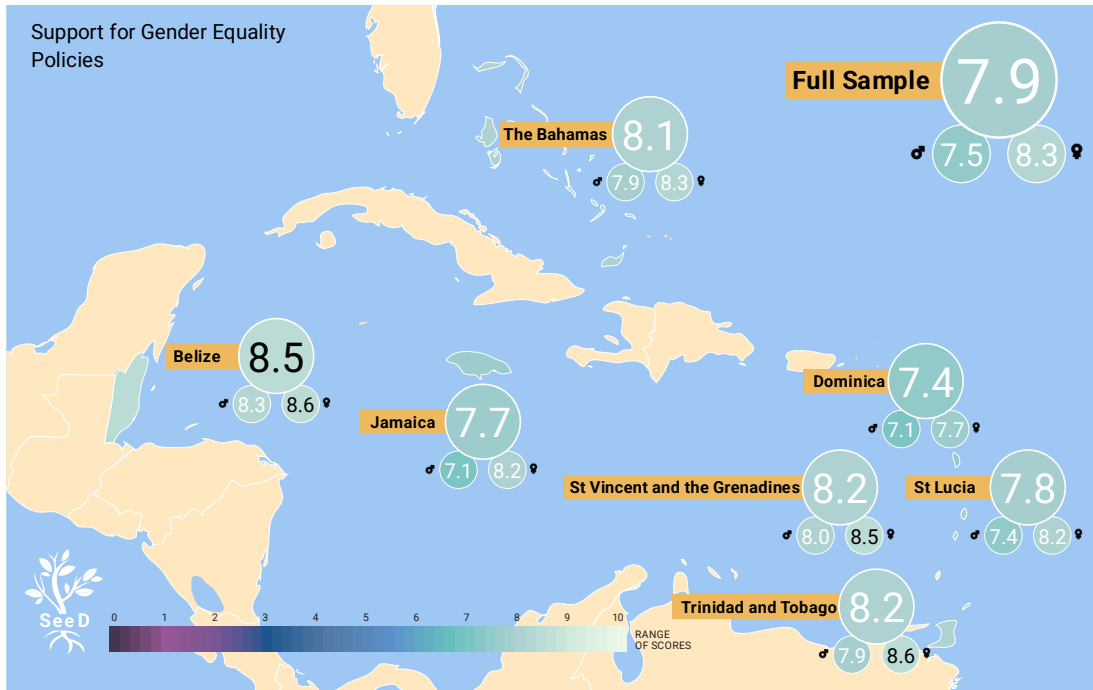 Support for Gender Equality
Policies
Full Sample
7.9
♂ 7.5 8.3 ♀
The Bahamas
8.1
♂ 7.9 8.3 ♀
Belize
8.5
♂ 8.3 8.6 ♀
Jamaica
7.7
♂ 7.1 8.2 ♀
Dominica
7.4
♂ 7.1 7.7 ♀
St Vincent and the Grenadines
8.2
♂ 8.0 8.5 ♀
St Lucia
7.8
♂ 7.4 8.2 ♀
Trinidad and Tobago
8.2
♂ 7.9 8.6 ♀
SeeD
0 1 2 3 4 5 6 7 8 9 10
RANGE
OF SCORES